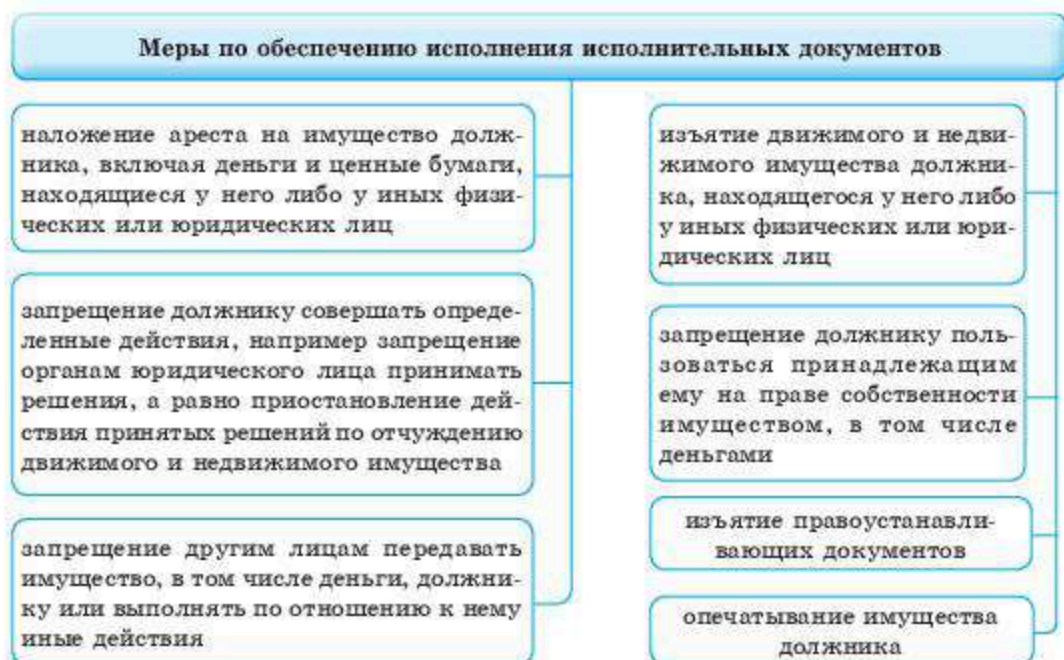 Меры по обеспечению исполнения исполнительных документов
наложение ареста на имущество долж-
ника, включая деньги и ценные бумаги,
находящиеся у него либо у иных физи-
ческих или юридических лиц
запрещение должнику совершать опреде-
ленные действия, например запрещение
органам юридического лица принимать
решения, а равно приостановление дей-
ствия принятых решений по отчуждению
движимого и недвижимого имущества
запрещение другим лицам передавать
имущество, в том числе деньги, должни-
ку или выполнять по отношению к нему
иные действия
изъятие движимого и недви-
жимого имущества должни-
ка, находящегося у него либо
у иных физических или юри-
дических лиц
запрещение должнику поль-
зоваться принадлежащим
ему на праве собственности
имуществом, в том числе
деньгами
изъятие правоустанавли-
вающих документов
опечатывание имущества
должника